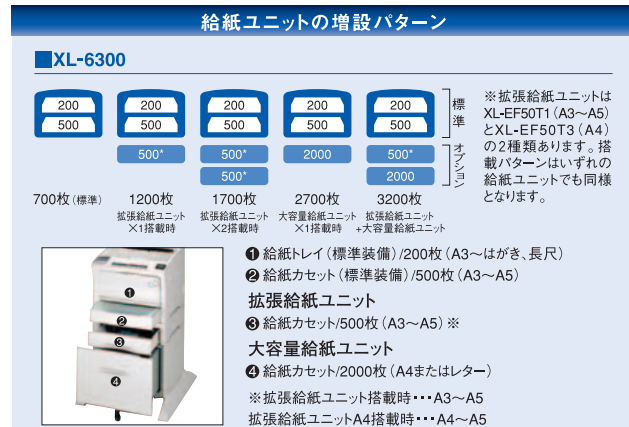 給紙ユニットの増設パターン
■XL-6300
200 200 200 200 200
500 500 500 500 500
標準
500* 500* 2000 500*
500* 2000
オプション
700枚(標準) 1200枚 1700枚 2700枚 3200枚
拡張給紙ユニット 拡張給紙ユニット 大容量給紙ユニット 拡張給紙ユニット
×1搭載時 ×2搭載時 ×1搭載時 +大容量給紙ユニット
※拡張給紙ユニットは
XL-EF50T1(A3〜A5)
とXL-EF50T3(A4)
の2種類あります。搭
載パターンはいずれの
給紙ユニットでも同様
となります。
❶
❷
❸
❹
❶給紙トレイ(標準装備)/200枚(A3〜はがき、長尺)
❷給紙カセット(標準装備)/500枚(A3〜A5)
拡張給紙ユニット
❸給紙カセット/500枚(A3〜A5)※
大容量給紙ユニット
❹給紙カセット/2000枚(A4またはレター)
※拡張給紙ユニット搭載時・・・A3〜A5
拡張給紙ユニットA4搭載時・・・A4〜A5